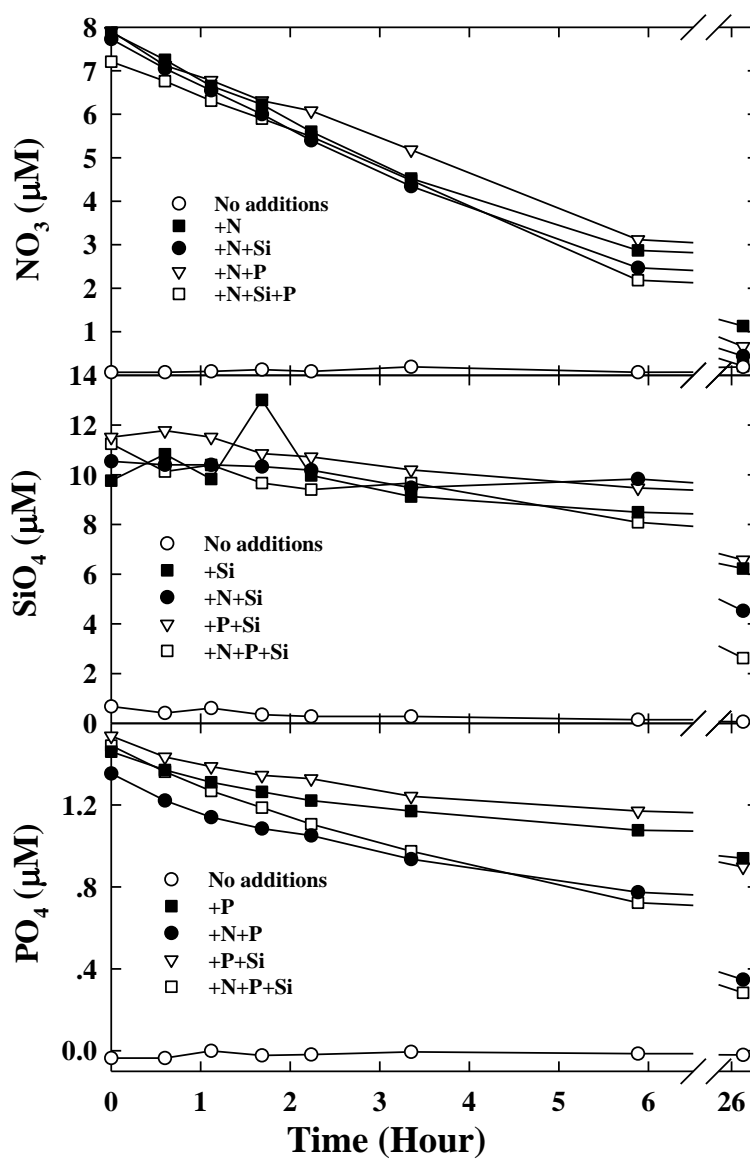 8
7
6
5
4
3
2
1
NO3 (μM)
No additions
+N
+N+Si
+N+P
+N+Si+P
14
12
10
8
6
4
2
0
SiO4 (μM)
No additions
+Si
+N+Si
+P+Si
+N+P+Si
1.2
.8
.4
0.0
PO4 (μM)
No additions
+P
+N+P
+P+Si
+N+P+Si
0 1 2 3 4 5 6 26
Time (Hour)